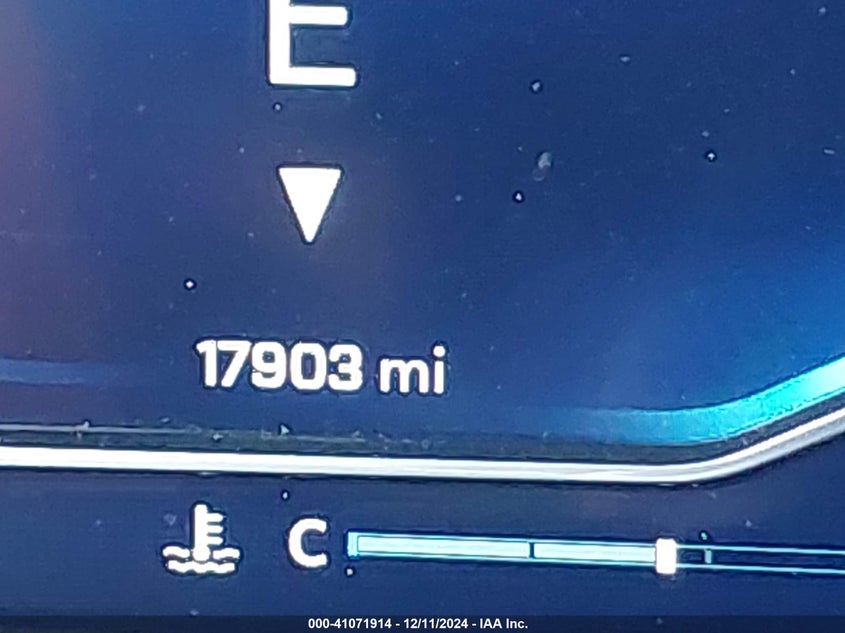 E
17903 mi
C
000-41071914 - 12/11/2024 - IAA Inc.